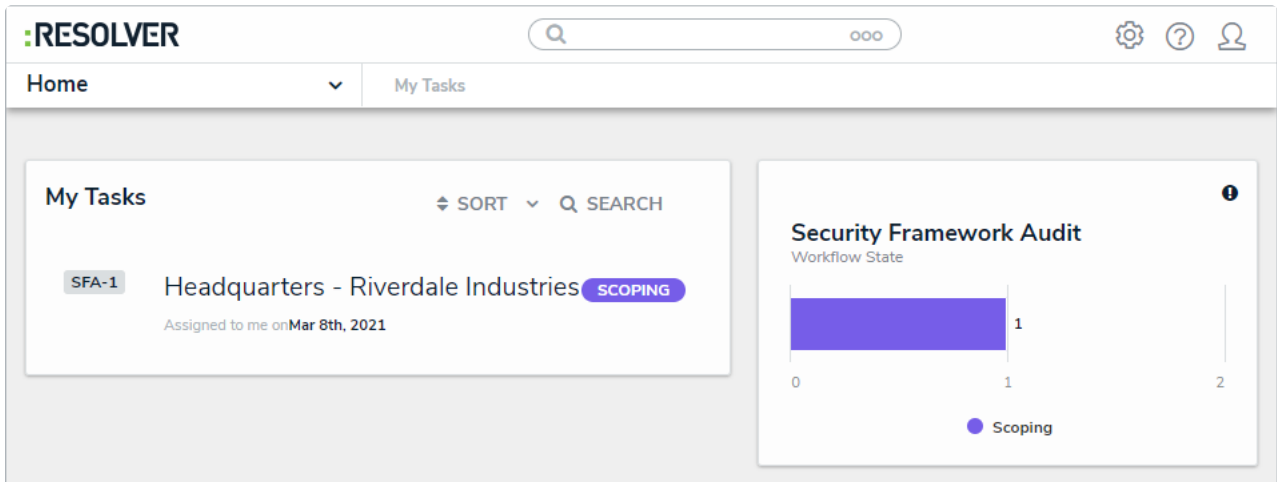 :RESOLVER
ooo
Home
My Tasks
My Tasks
SORT
SEARCH
SFA-1
Headquarters - Riverdale Industries SCOPING
Assigned to me onMar 8th, 2021
Security Framework Audit
Workflow State
1
0 1 2
Scoping